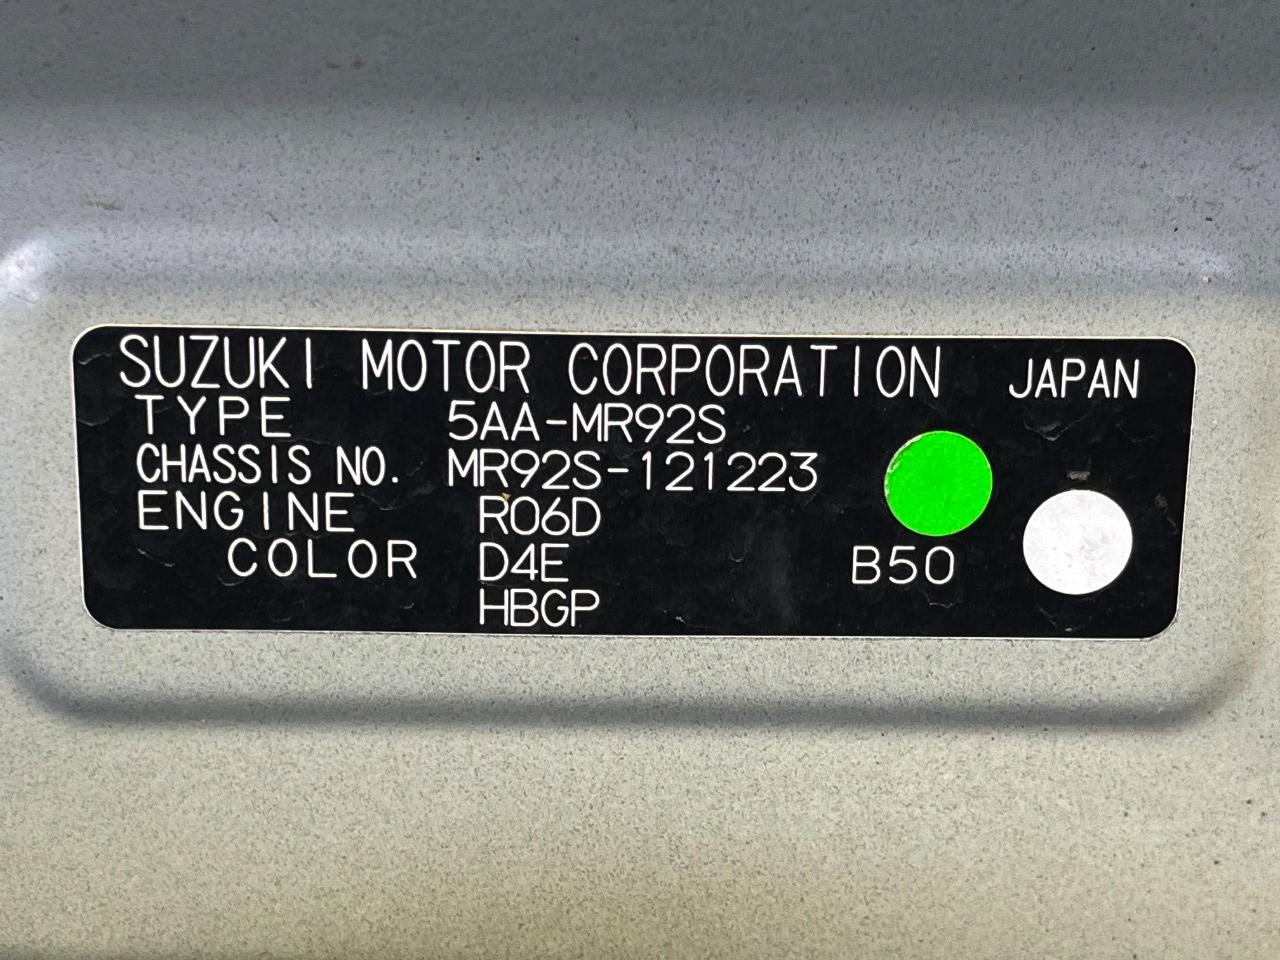 SUZUKI MOTOR CORPORATION JAPAN
TYPE 5AA-MR92S
CHASSIS NO. MR92S-121223
ENGINE R06D
COLOR D4E B50
HBGP